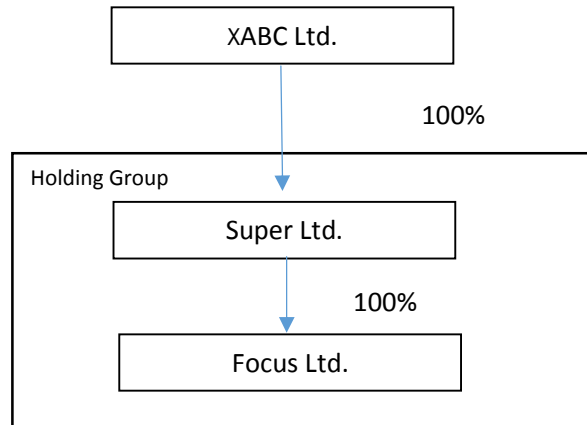 XABC Ltd.
100%
Holding Group
Super Ltd.
100%
Focus Ltd.